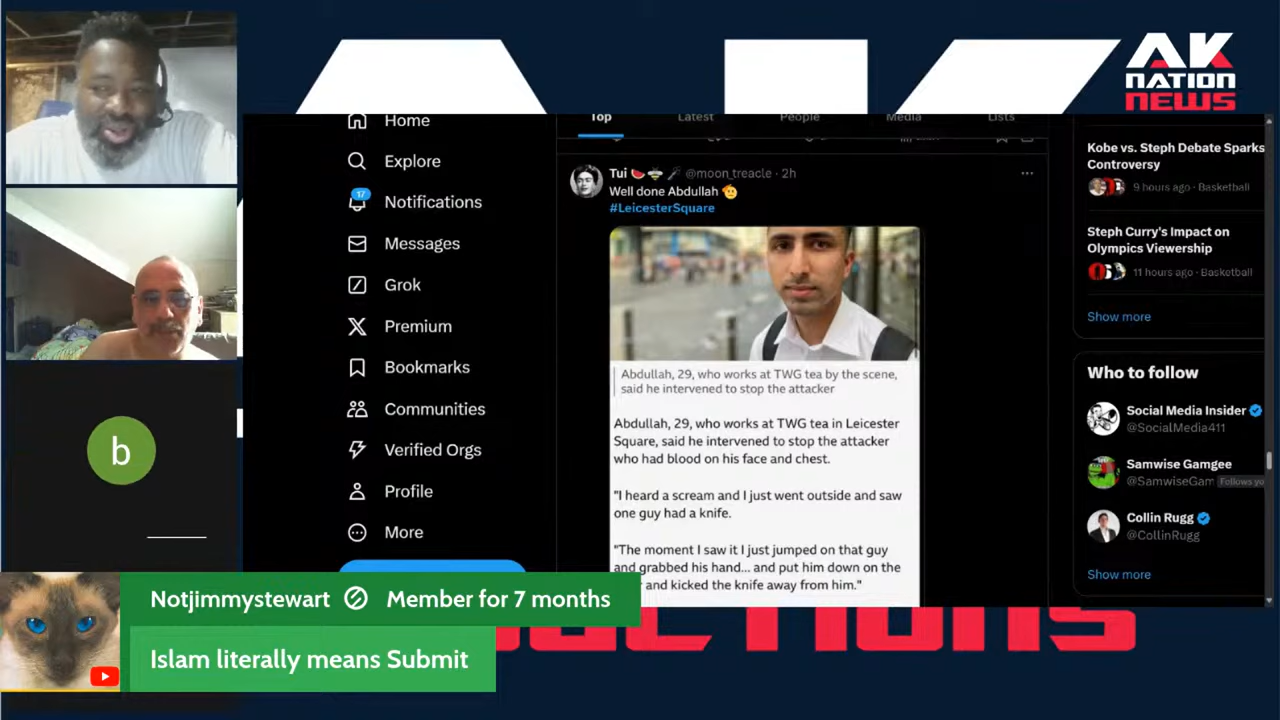 AK
NATION
NEWS
Home
Explore
17
Notifications
Messages
Grok
Premium
Bookmarks
Communities
Verified Orgs
Profile
More
Top
Latest
People
Media
Lists
Tui @moon_treacle · 2h
Well done Abdullah
#LeicesterSquare
Abdullah, 29, who works at TWG tea by the scene,
said he intervened to stop the attacker
Abdullah, 29, who works at TWG tea in Leicester
Square, said he intervened to stop the attacker
who had blood on his face and chest.
"I heard a scream and I just went outside and saw
one guy had a knife.
"The moment I saw it I just jumped on that guy
and grabbed his hand... and put him down on the
and kicked the knife away from him."
Kobe vs. Steph Debate Sparks
Controversy
9 hours ago · Basketball
Steph Curry's Impact on
Olympics Viewership
11 hours ago · Basketball
Show more
Who to follow
Social Media Insider
@SocialMedia411
Samwise Gamgee
@SamwiseGam Follows yo
Collin Rugg
@CollinRugg
Show more
b
Notjimmystewart Member for 7 months
Islam literally means Submit